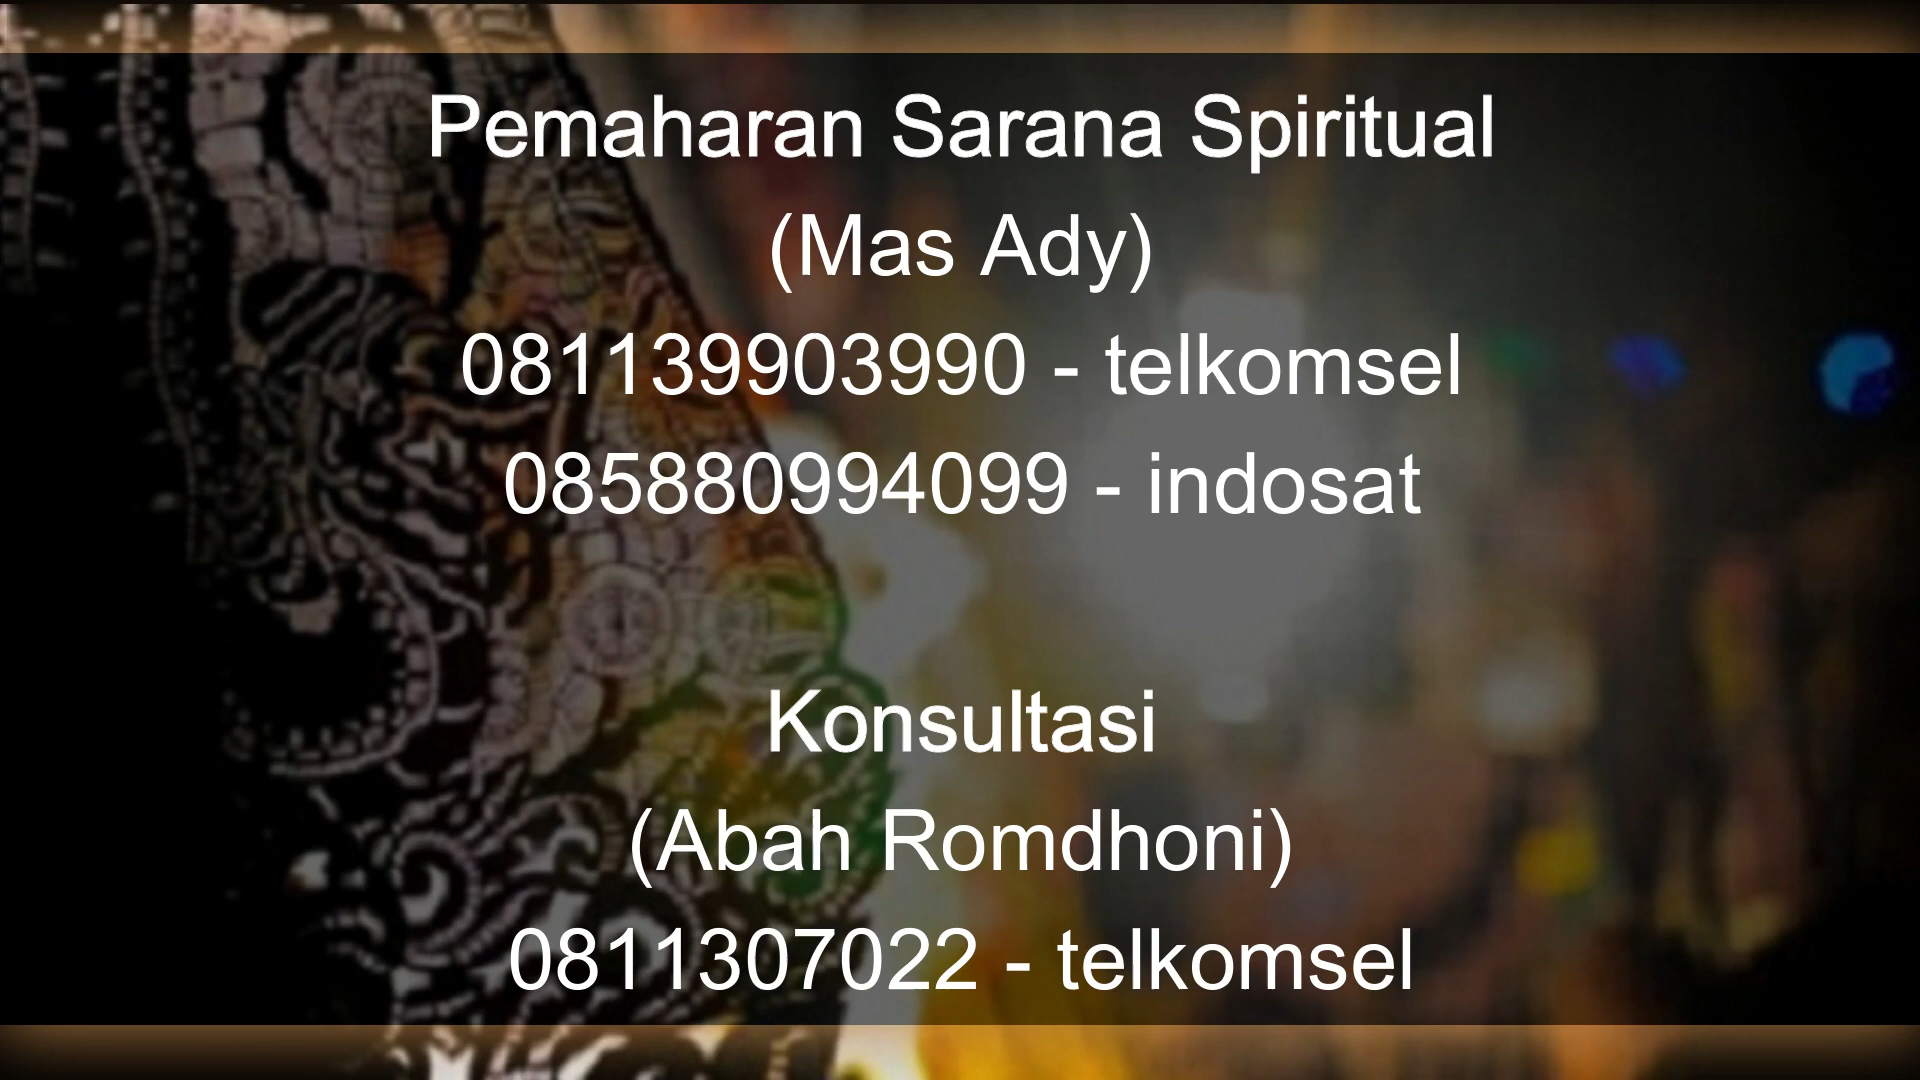 Pemaharan Sarana Spiritual
(Mas Ady)
081139903990 - telkomsel
085880994099 - indosat
Konsultasi
(Abah Romdhoni)
0811307022 - telkomsel